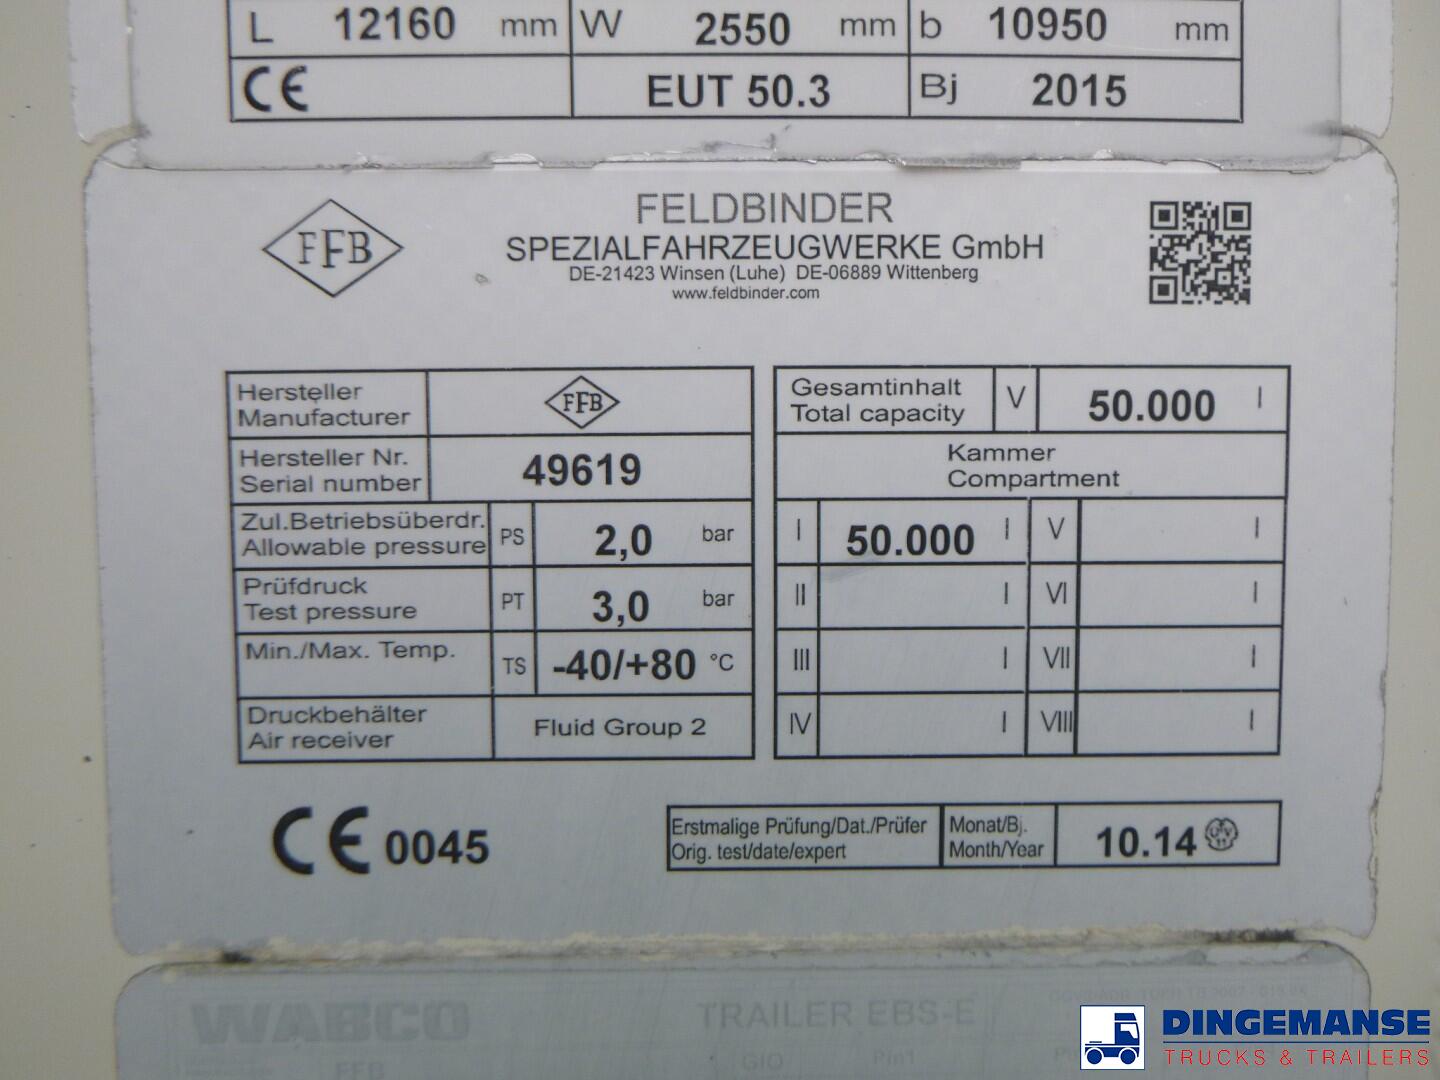 L 12160 mm W 2550 mm b 10950 mm
CE EUT 50.3 Bj 2015
FFB
FELDBINDER
SPEZIALFAHRZEUGWERKE GmbH
DE-21423 Winsen (Luhe) DE-06889 Wittenberg
www.feldbinder.com
Hersteller
Manufacturer FFB
Hersteller Nr.
Serial number 49619
Zul.Betriebsüberdr.
Allowable pressure PS 2,0 bar
Prüfdruck
Test pressure PT 3,0 bar
Min./Max. Temp. TS -40/+80 °C
Druckbehälter
Air receiver Fluid Group 2
Gesamtinhalt
Total capacity V 50.000 l
Kammer
Compartment
I 50.000 l V l
II l VI l
III l VII l
IV l VIII l
CE 0045
Erstmalige Prüfung/Dat./Prüfer
Orig. test/date/expert
Monat/Bj.
Month/Year 10.14
WABCO TRAILER EBS-E
FFB GIO Pin1
DINGEMANSE
TRUCKS & TRAILERS